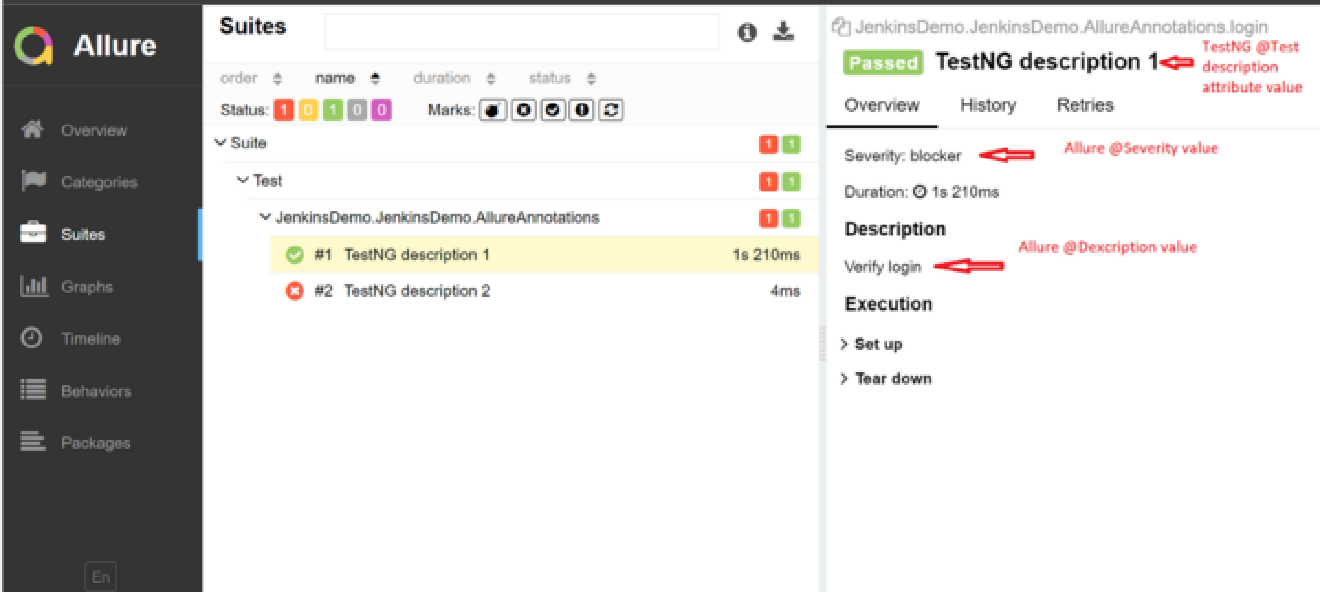 Allure
Overview
Categories
Suites
Graphs
Timeline
Behaviors
Packages
En
Suites
order name duration status
Status: 1 0 1 0 0 Marks:
Suite 1 1
Test 1 1
JenkinsDemo.JenkinsDemo.AllureAnnotations 1 1
#1 TestNG description 1 1s 210ms
#2 TestNG description 2 4ms
JenkinsDemo.JenkinsDemo.AllureAnnotations.login
Passed TestNG description 1
TestNG @Test
description
attribute value
Overview History Retries
Severity: blocker
Allure @Severity value
Duration: 1s 210ms
Description
Allure @Dexcription value
Verify login
Execution
Set up
Tear down